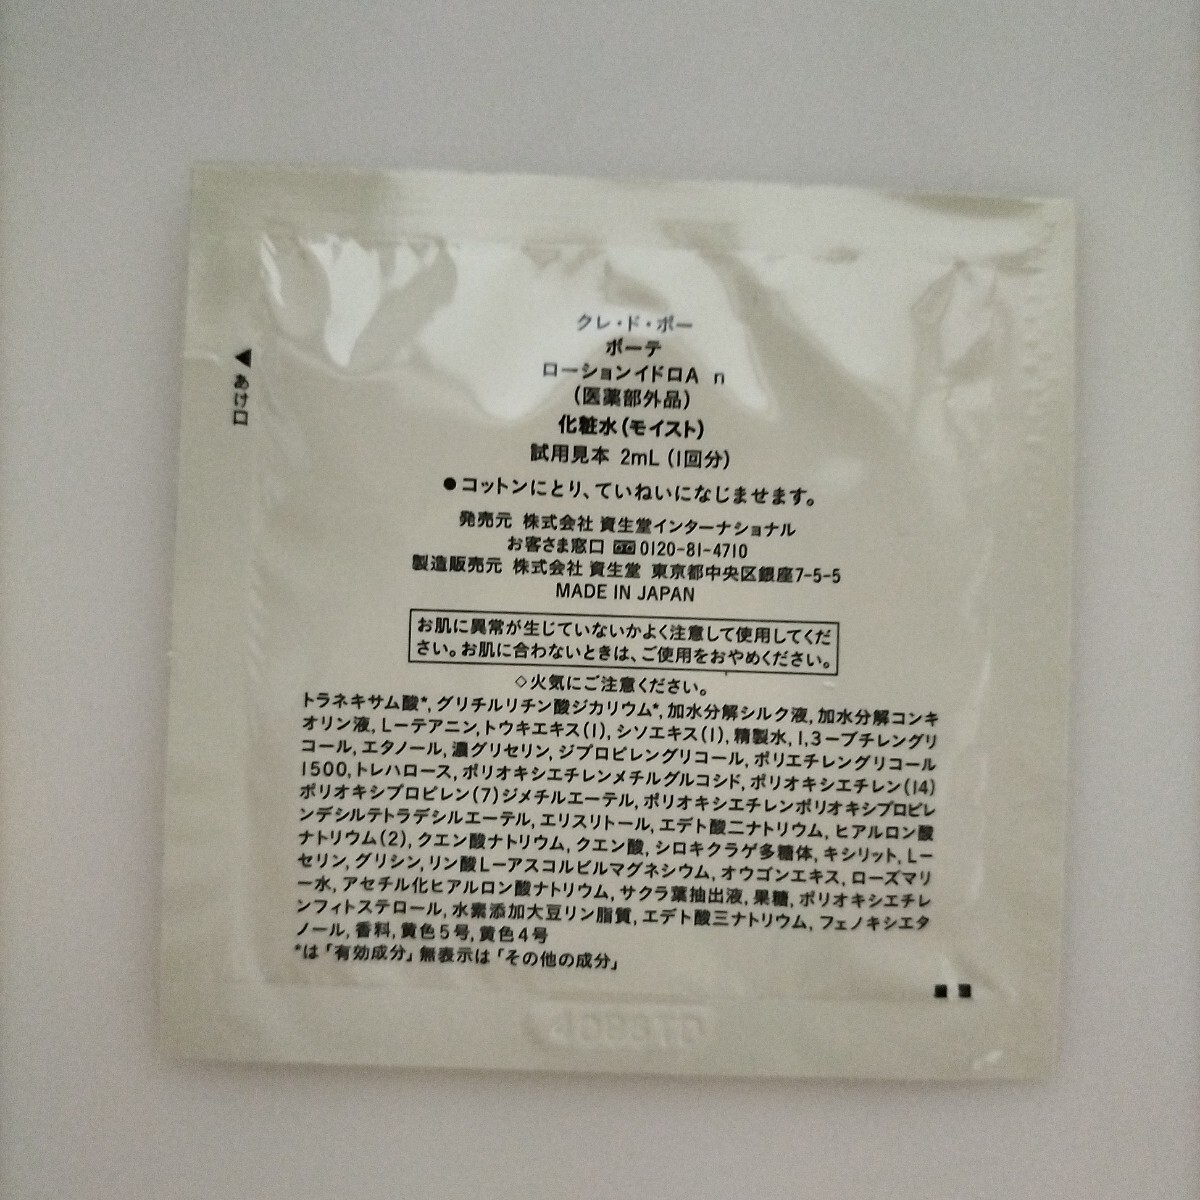 クレ・ド・ポー
ボーテ
ローションイドロA n
(医薬部外品)
化粧水(モイスト)
試用見本 2mL (1回分)
●コットンにとり、ていねいになじませます。
発売元 株式会社 資生堂インターナショナル
お客さま窓口 0120-81-4710
製造販売元 株式会社 資生堂 東京都中央区銀座7-5-5
MADE IN JAPAN
お肌に異常が生じていないかよく注意して使用してくだ
さい。お肌に合わないときは、ご使用をおやめください。
◇火気にご注意ください。
トラネキサム酸*, グリチルリチン酸ジカリウム*, 加水分解シルク液, 加水分解コンキ
オリン液, L-テアニン, トウキエキス(1), シソエキス(1), 精製水, 1,3-ブチレングリ
コール, エタノール, 濃グリセリン, ジプロピレングリコール, ポリエチレングリコール
1500, トレハロース, ポリオキシエチレンメチルグルコシド, ポリオキシエチレン(14)
ポリオキシプロピレン(7)ジメチルエーテル, ポリオキシエチレンポリオキシプロピレ
ンデシルテトラデシルエーテル, エリスリトール, エデト酸二ナトリウム, ヒアルロン酸
ナトリウム(2), クエン酸ナトリウム, クエン酸, シロキクラゲ多糖体, キシリット, L-
セリン, グリシン, リン酸L-アスコルビルマグネシウム, オウゴンエキス, ローズマリ
ー水, アセチル化ヒアルロン酸ナトリウム, サクラ葉抽出液, 果糖, ポリオキシエチレ
ンフィトステロール, 水素添加大豆リン脂質, エデト酸三ナトリウム, フェノキシエタ
ノール, 香料, 黄色5号, 黄色4号
*は「有効成分」無表示は「その他の成分」
◀あけ口